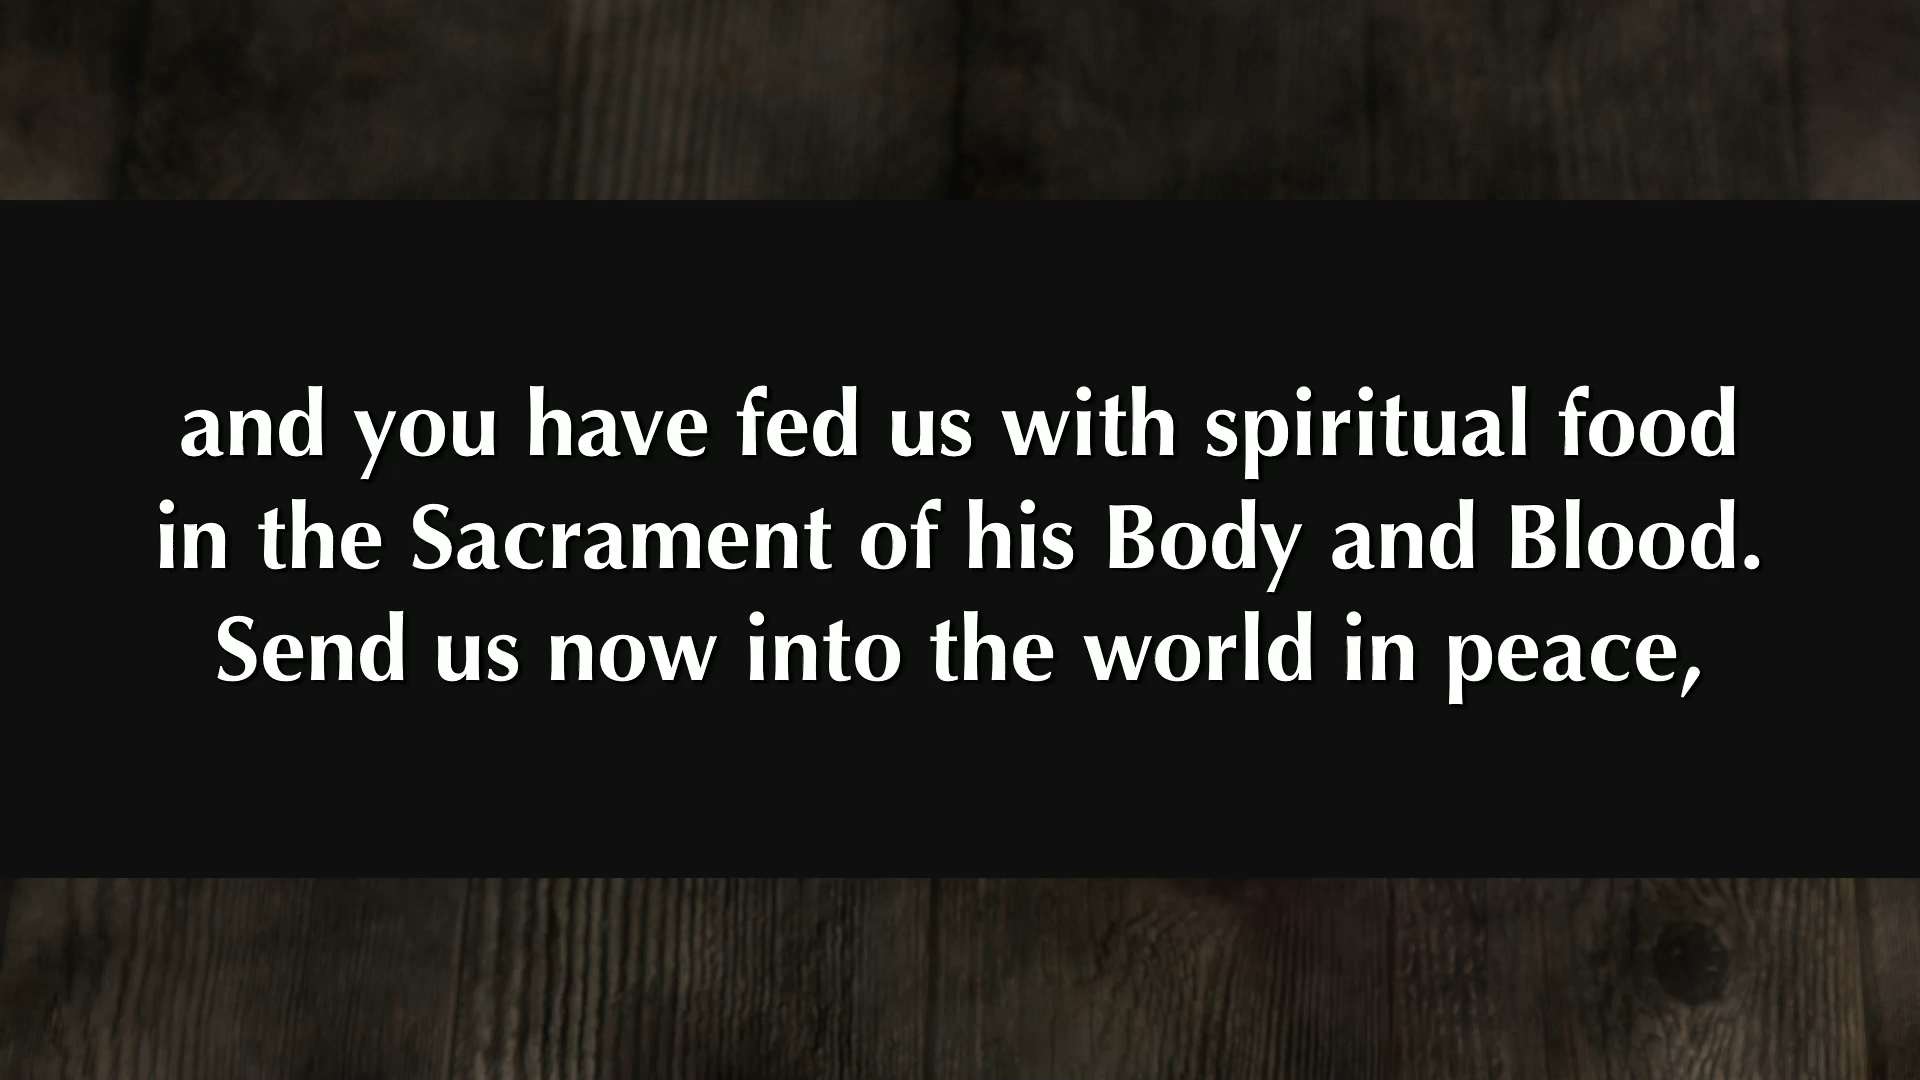 and you have fed us with spiritual food
in the Sacrament of his Body and Blood.
Send us now into the world in peace,